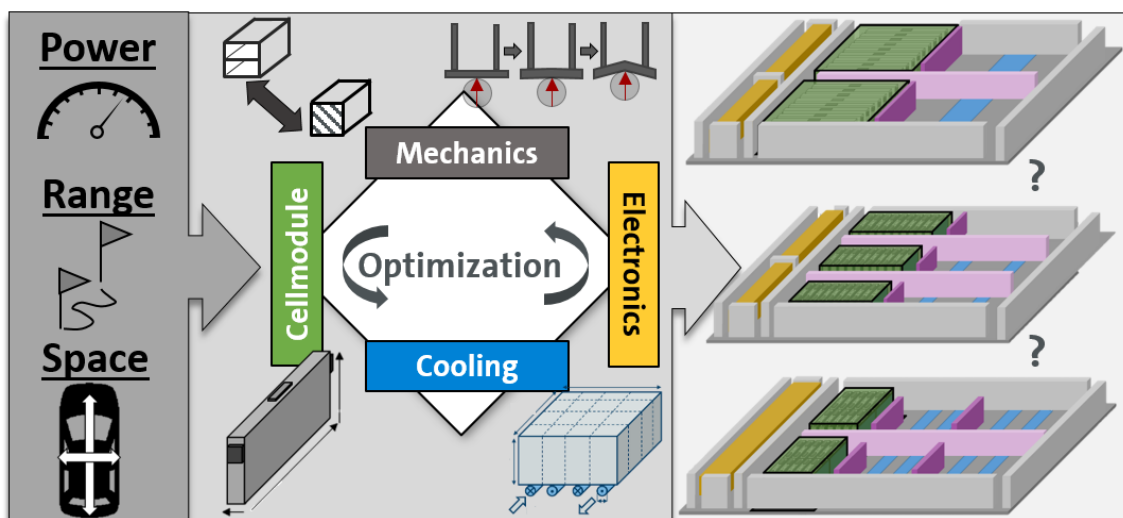 Power
Range
Space
Mechanics
Cellmodule
Optimization
Electronics
Cooling
?
?